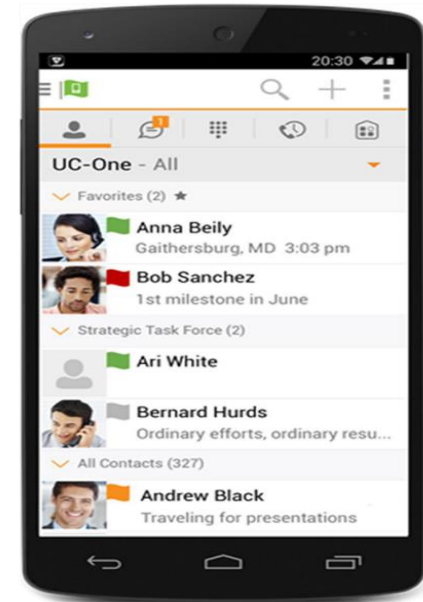 20:30
1
UC-One - All
Favorites (2)
Anna Beily
Gaithersburg, MD 3:03 pm
Bob Sanchez
1st milestone in June
Strategic Task Force (2)
Ari White
Bernard Hurds
Ordinary efforts, ordinary resu...
All Contacts (327)
Andrew Black
Traveling for presentations